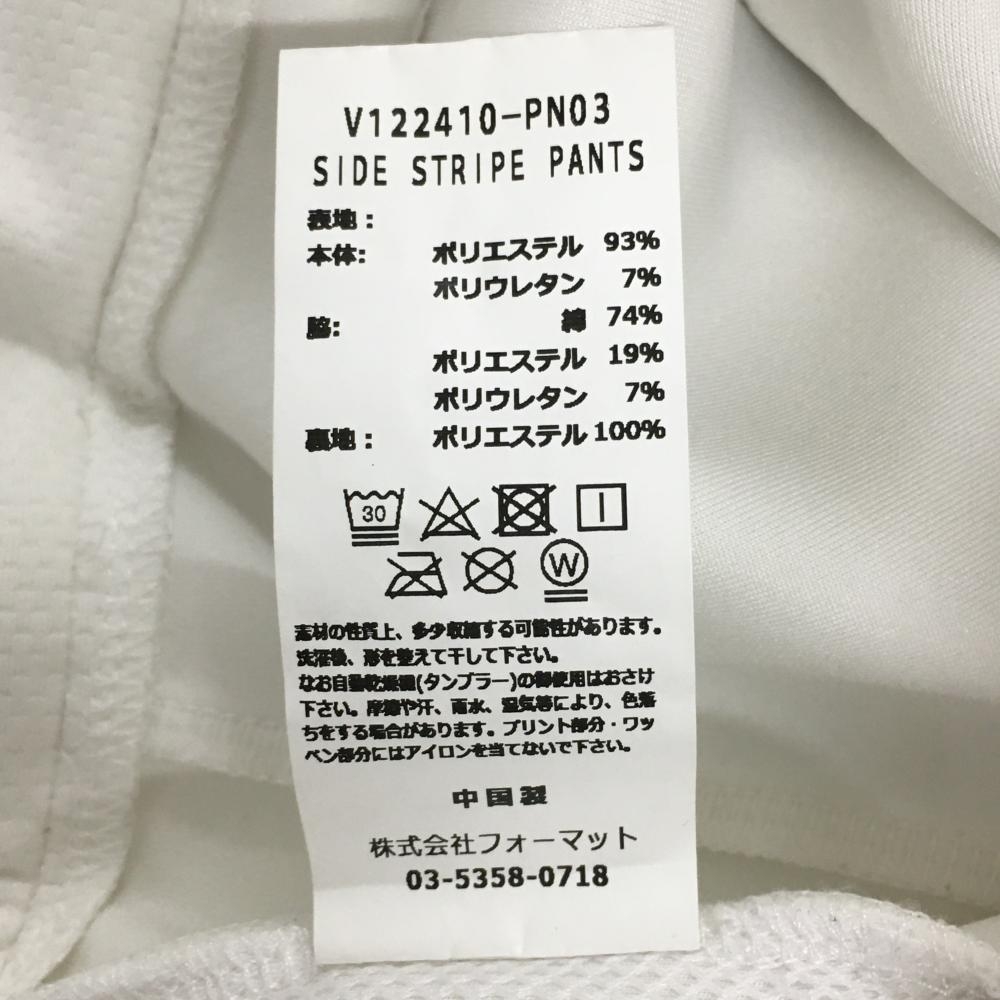 V122410-PN03
SIDE STRIPE PANTS
表地:
本体: ポリエステル 93%
ポリウレタン 7%
脇: 綿 74%
ポリエステル 19%
ポリウレタン 7%
裏地: ポリエステル 100%
30
W
素材の性質上、多少収縮する可能性があります。
洗濯後、形を整えて干して下さい。
なお自動乾燥機(タンブラー)の御使用はおさけ
下さい。摩擦や汗、雨水、湿気等により、色落
ちをする場合があります。プリント部分・ワッ
ペン部分にはアイロンを当てないで下さい。
中国製
株式会社フォーマット
03-5358-0718